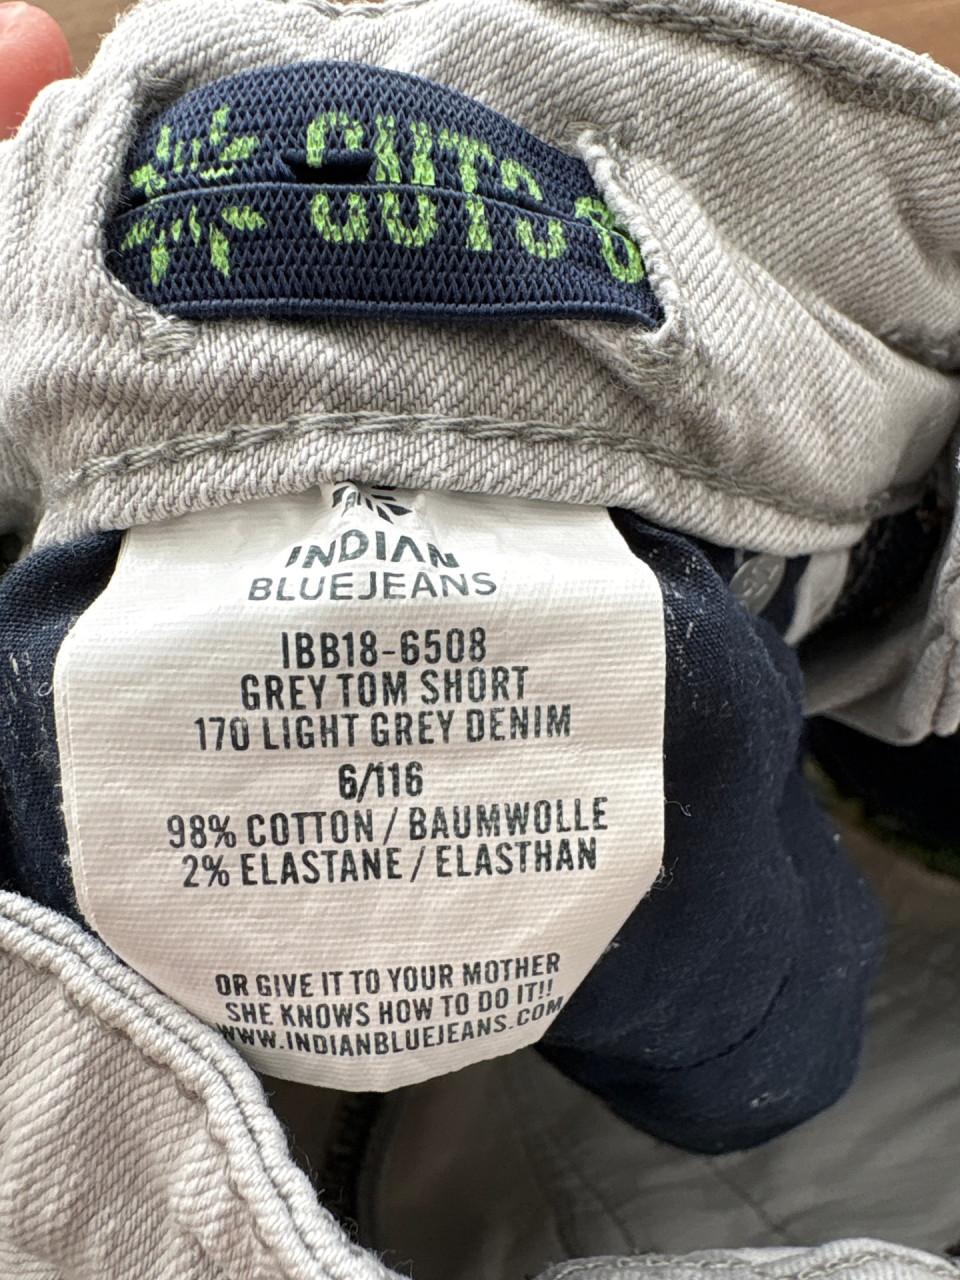 INDIAN
BLUEJEANS
IBB18-6508
GREY TOM SHORT
170 LIGHT GREY DENIM
6/116
98% COTTON / BAUMWOLLE
2% ELASTANE / ELASTHAN
OR GIVE IT TO YOUR MOTHER
SHE KNOWS HOW TO DO IT!!
WWW.INDIANBLUEJEANS.COM